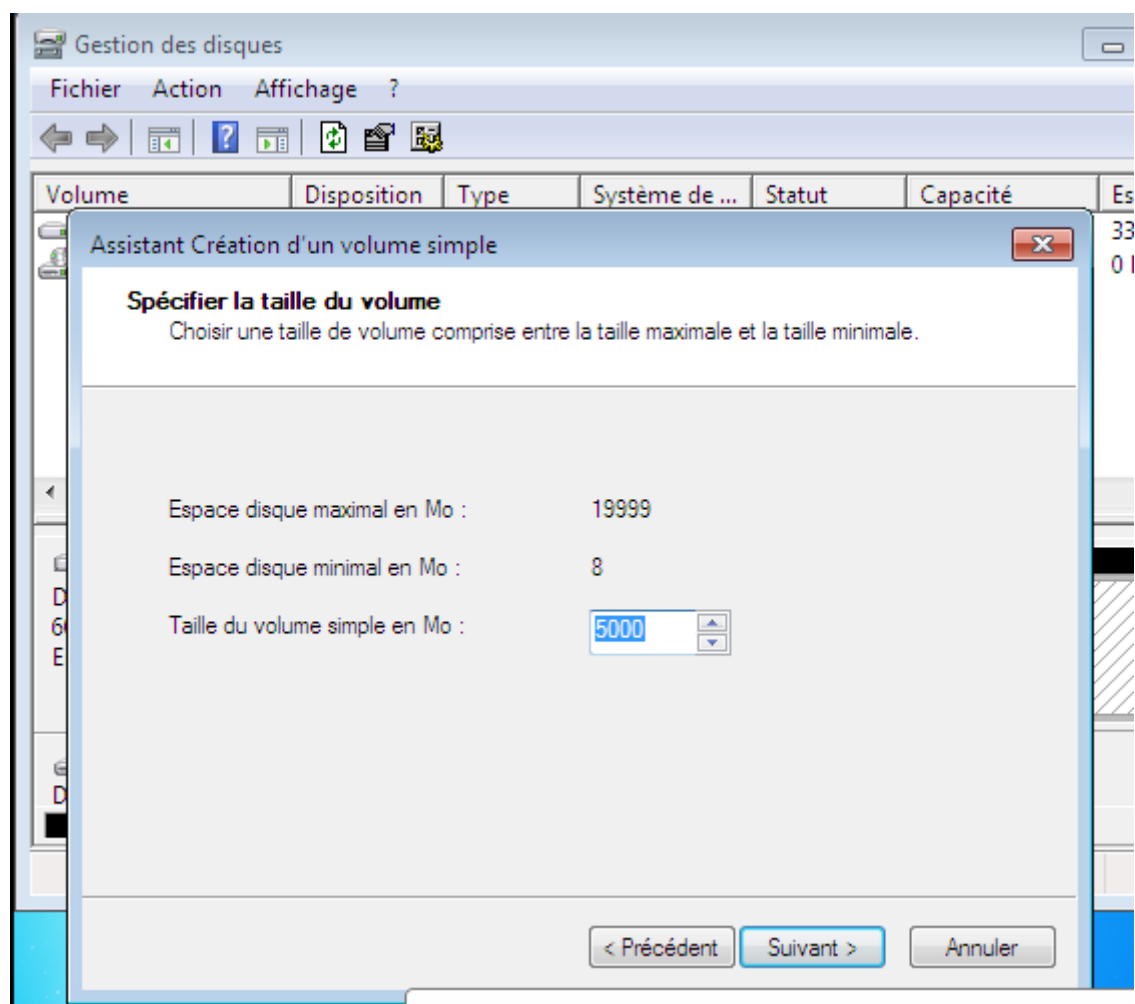 Gestion des disques
Fichier Action Affichage ?
Volume Disposition Type Système de ... Statut Capacité Es
33
0
Assistant Création d'un volume simple
Spécifier la taille du volume
Choisir une taille de volume comprise entre la taille maximale et la taille minimale.
Espace disque maximal en Mo : 19999
Espace disque minimal en Mo : 8
Taille du volume simple en Mo : 5000
D
E
D
< Précédent Suivant > Annuler